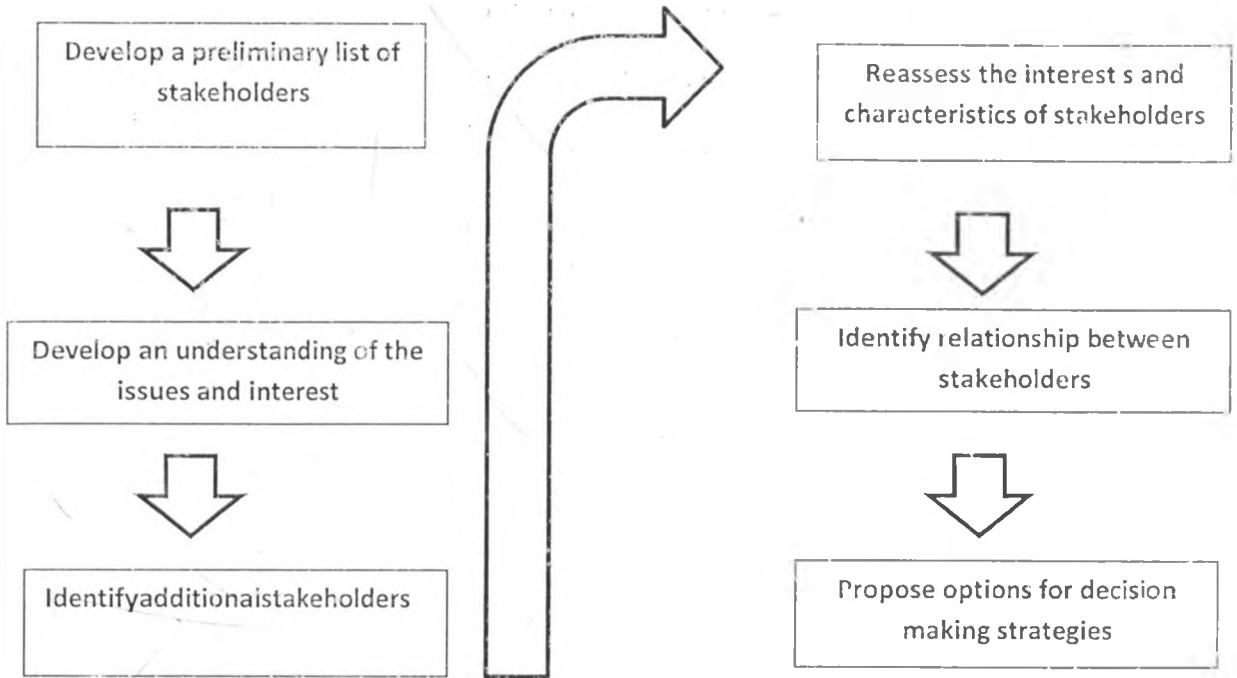 Develop a preliminary list of
stakeholders
Develop an understanding of the
issues and interest
Identifyadditionaistakeholders
Reassess the interest s and
characteristics of stakeholders
Identify relationship between
stakeholders
Propose options for decision
making strategies